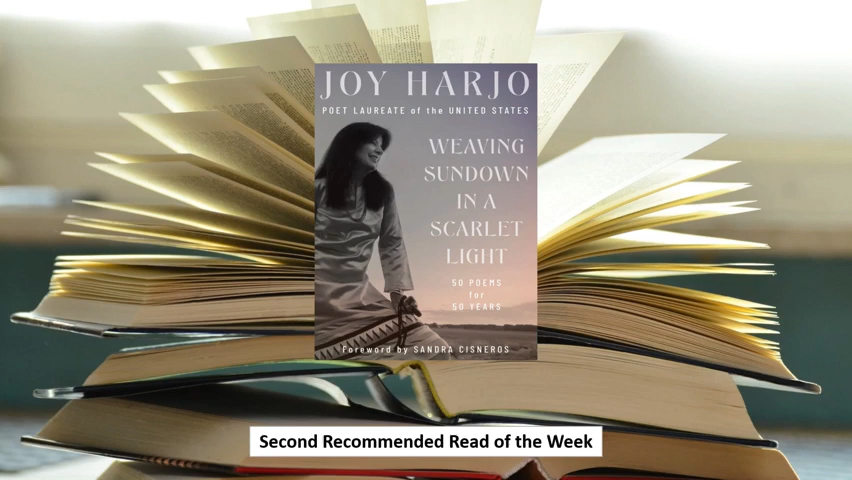 JOY HARJO
POET LAUREATE of the UNITED STATES
WEAVING
SUNDOWN
IN A
SCARLET
LIGHT
50 POEMS
for
50 YEARS
Foreword by SANDRA CISNEROS
Second Recommended Read of the Week